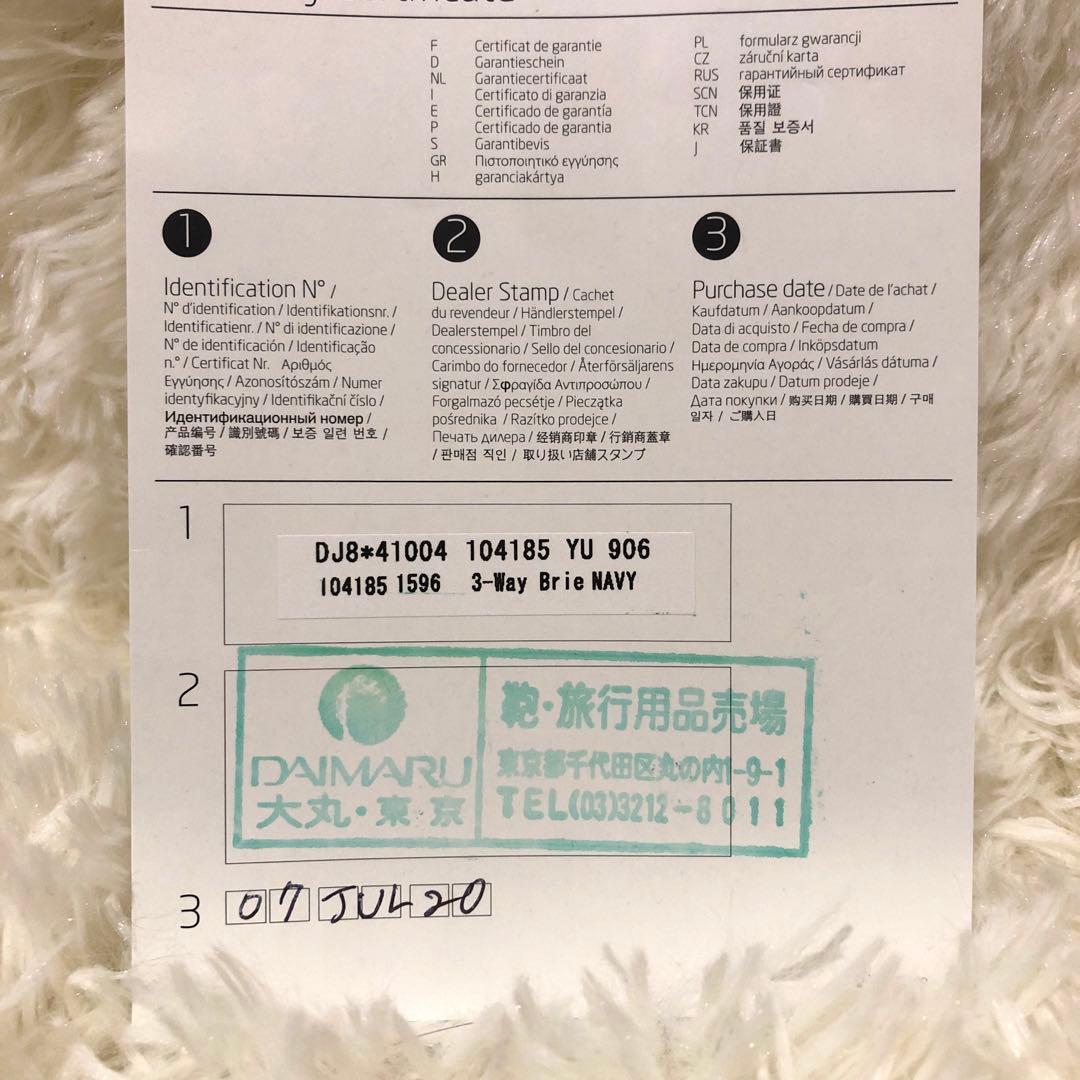 F Certificat de garantie
D Garantieschein
NL Garantiecertificaat
I Certificato di garanzia
E Certificado de garantía
P Certificado de garantia
S Garantibevis
GR Πιστοποιητικό εγγύησης
H garanciakártya
PL formularz gwarancji
CZ záruční karta
RUS гарантийный сертификат
SCN 保用证
TCN 保用證
KR 품질 보증서
J 保証書
1
Identification N° /
N° d'identification / Identifikationsnr. /
Identificatienr. / N° di identificazione /
N° de identificación / Identificação
n.° / Certificat Nr. Αριθμός
Εγγύησης / Azonosítószám / Numer
identyfikacyjny / Identifikační číslo /
Идентификационный номер /
产品编号 / 識別號碼 / 보증 일련 번호 /
確認番号
2
Dealer Stamp / Cachet
du revendeur / Händlerstempel /
Dealerstempel / Timbro del
concessionario / Sello del concesionario /
Carimbo do fornecedor / Återförsäljarens
signatur / Σφραγίδα Αντιπροσώπου /
Forgalmazó pecsétje / Pieczątka
pośrednika / Razítko prodejce /
Печать дилера / 经销商印章 / 行銷商蓋章
/ 판매점 직인 / 取り扱い店舗スタンプ
3
Purchase date / Date de l'achat /
Kaufdatum / Aankoopdatum /
Data di acquisto / Fecha de compra /
Data de compra / Inköpsdatum
Ημερομηνία Αγοράς / Vásárlás dátuma /
Data zakupu / Datum prodeje /
Дата покупки / 购买日期 / 購買日期 / 구매
일자 / ご購入日
1
DJ8*41004 104185 YU 906
104185 1596 3-Way Brie NAVY
2
DAIMARU
大丸・東京
鞄・旅行用品売場
東京都千代田区丸の内1-9-1
TEL(03)3212-8011
3
07 JUL 20